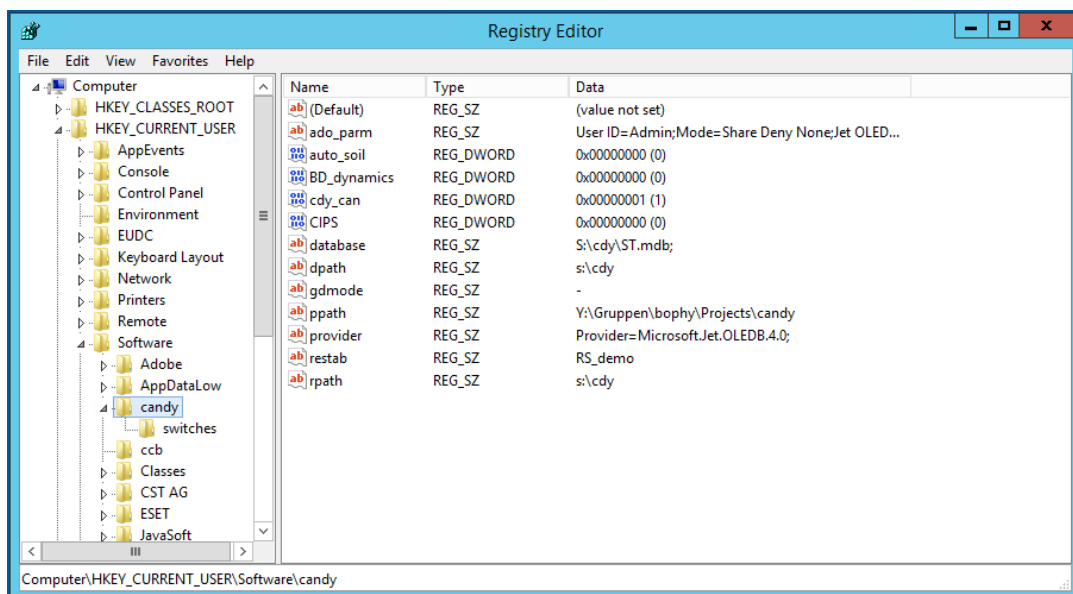 Registry Editor
File Edit View Favorites Help
Computer
HKEY_CLASSES_ROOT
HKEY_CURRENT_USER
AppEvents
Console
Control Panel
Environment
EUDC
Keyboard Layout
Network
Printers
Remote
Software
Adobe
AppDataLow
candy
switches
ccb
Classes
CST AG
ESET
JavaSoft
Name Type Data
(Default) REG_SZ (value not set)
ado_parm REG_SZ User ID=Admin;Mode=Share Deny None;Jet OLED...
auto_soil REG_DWORD 0x00000000 (0)
BD_dynamics REG_DWORD 0x00000000 (0)
cdy_can REG_DWORD 0x00000001 (1)
CIPS REG_DWORD 0x00000000 (0)
database REG_SZ S:\cdy\ST.mdb;
dpath REG_SZ s:\cdy
gdmode REG_SZ -
ppath REG_SZ Y:\Gruppen\bophy\Projects\candy
provider REG_SZ Provider=Microsoft.Jet.OLEDB.4.0;
restab REG_SZ RS_demo
rpath REG_SZ s:\cdy
Computer\HKEY_CURRENT_USER\Software\candy